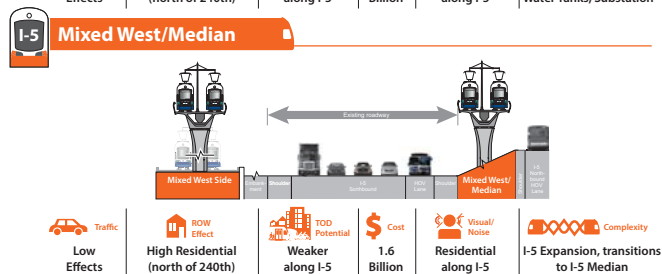 Effects
(north of 240th)
along I-5
Billion
along I-5
Water Tanks, Substation
I-5
Mixed West/Median
Existing roadway
Mixed West Side
Embank-
ment
Shoulder
I-5
Southbound
HOV
Lane
Shoulder
Mixed West/
Median
Shoulder
I-5
North-
bound
HOV
Lane
Traffic
ROW
Effect
TOD
Potential
Cost
Visual/
Noise
Complexity
Low
Effects
High Residential
(north of 240th)
Weaker
along I-5
1.6
Billion
Residential
along I-5
I-5 Expansion, transitions
to I-5 Median